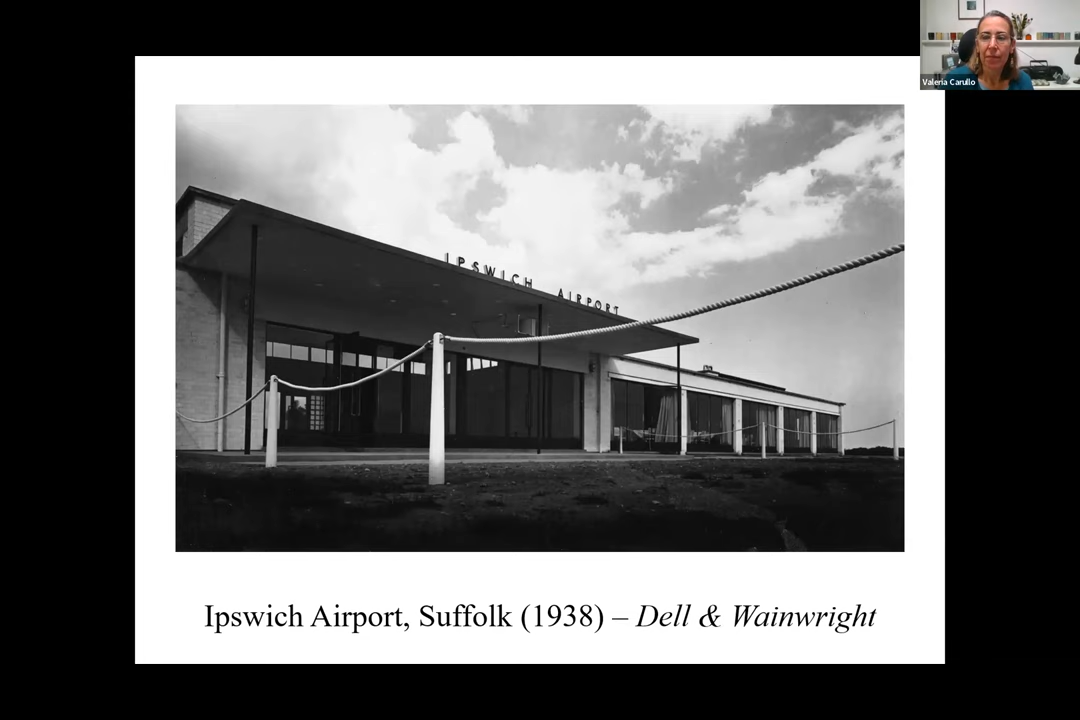 Valeria Carullo
IPSWICH AIRPORT
Ipswich Airport, Suffolk (1938) – Dell & Wainwright